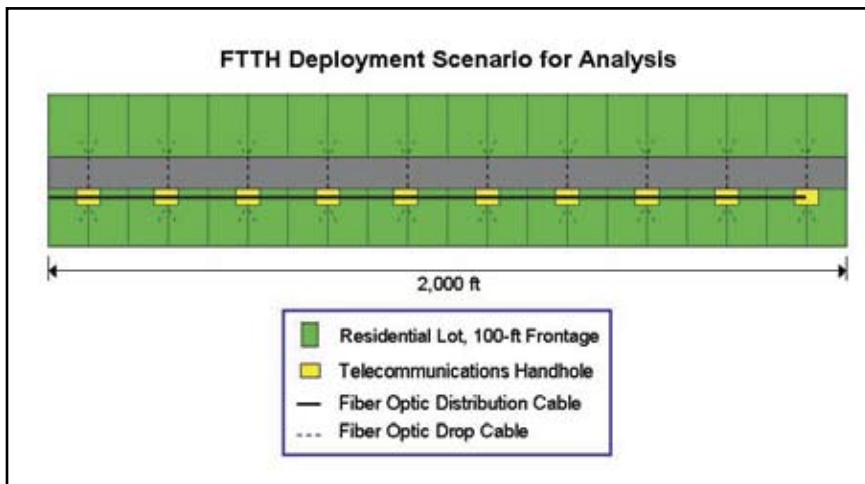 FTTH Deployment Scenario for Analysis
2,000 ft
Residential Lot, 100-ft Frontage
Telecommunications Handhole
Fiber Optic Distribution Cable
Fiber Optic Drop Cable